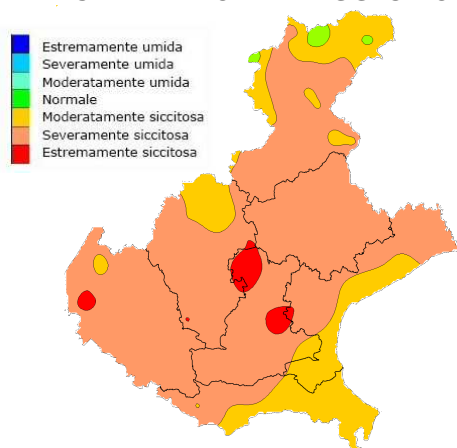 Estremamente umida
Severamente umida
Moderatamente umida
Normale
Moderatamente siccitosa
Severamente siccitosa
Estremamente siccitosa